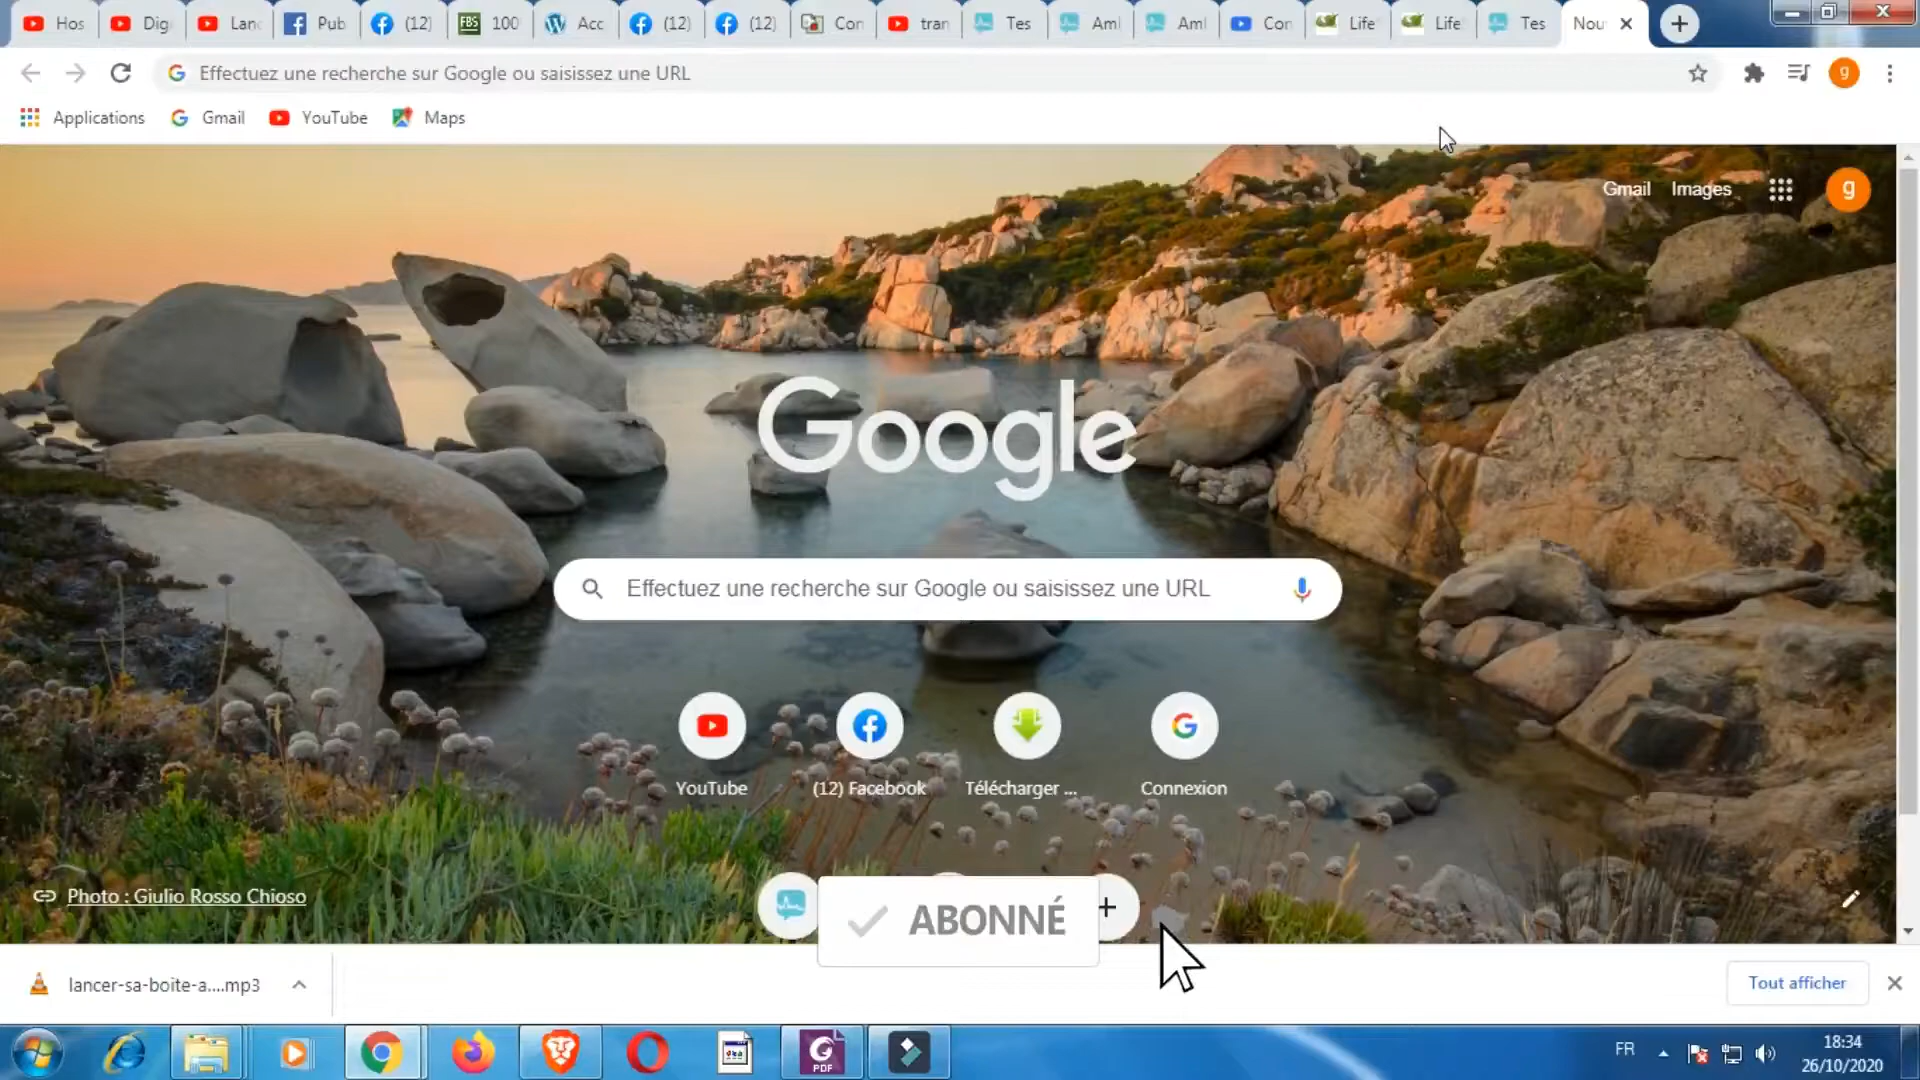 Hos
Dig
Lanc
Pub
(12)
100
Acc
(12)
(12)
Con
tran
Tes
Aml
Aml
Con
Life
Life
Tes
Nou
Effectuez une recherche sur Google ou saisissez une URL
g
Applications
Gmail
YouTube
Maps
Gmail
Images
g
Google
Effectuez une recherche sur Google ou saisissez une URL
YouTube
(12) Facebook
Télécharger ...
Connexion
Photo : Giulio Rosso Chioso
ABONNÉ
lancer-sa-boite-a....mp3
Tout afficher
PDF
FR
18:34
26/10/2020